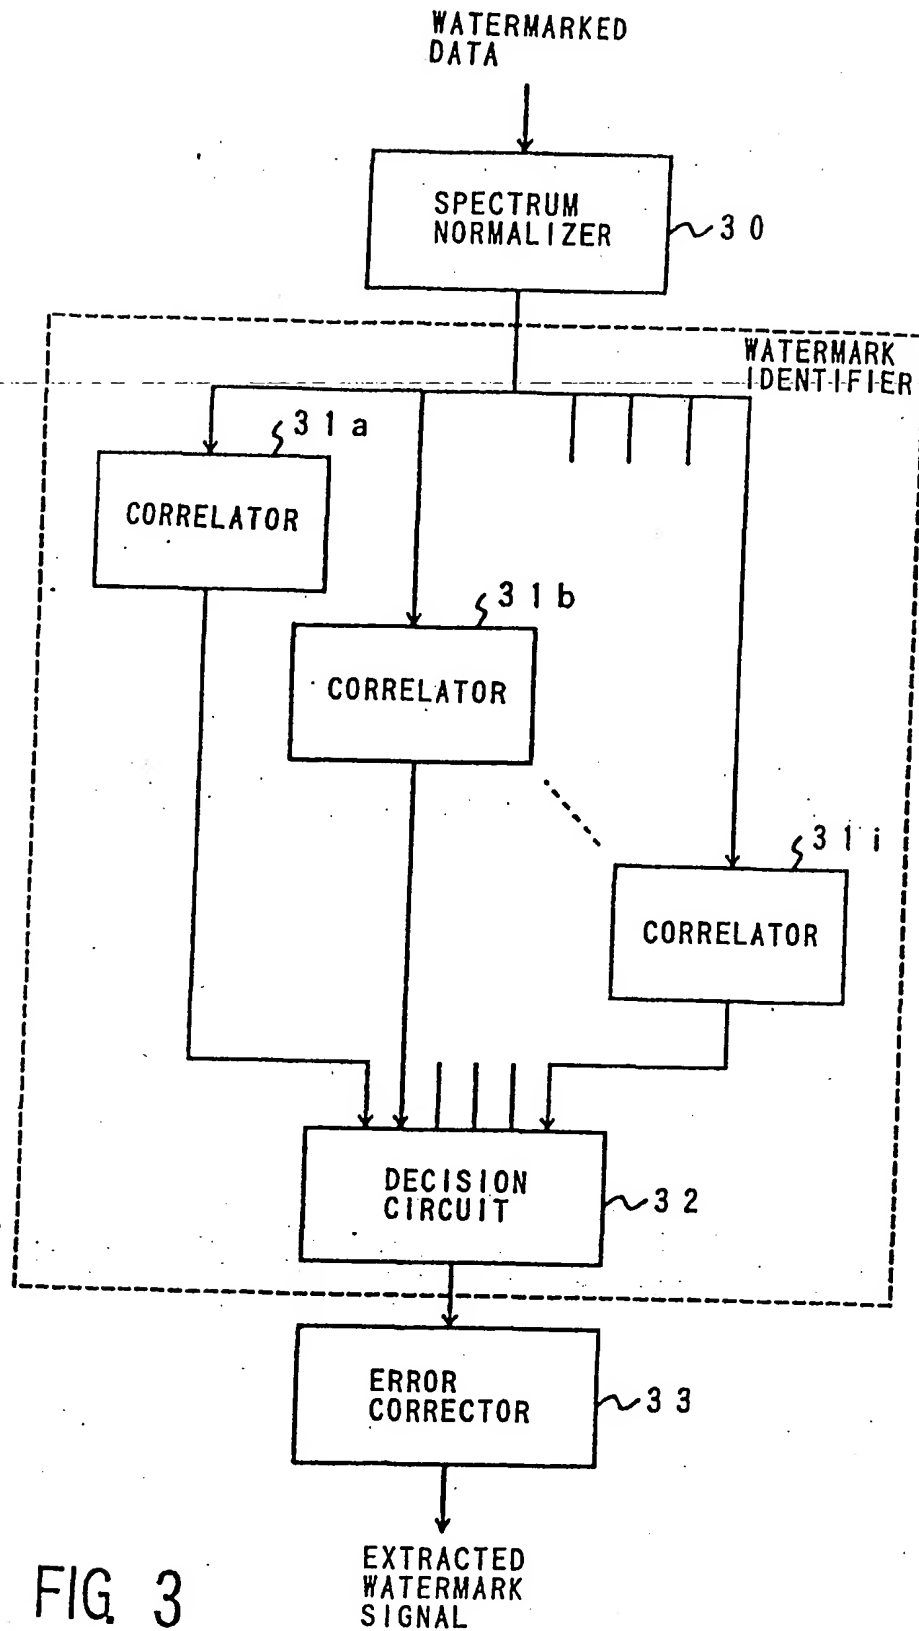 WATERMARKED
DATA
SPECTRUM
NORMALIZER
30
WATERMARK
IDENTIFIER
31a
CORRELATOR
31b
CORRELATOR
31i
CORRELATOR
DECISION
CIRCUIT
32
ERROR
CORRECTOR
33
EXTRACTED
WATERMARK
SIGNAL
FIG. 3